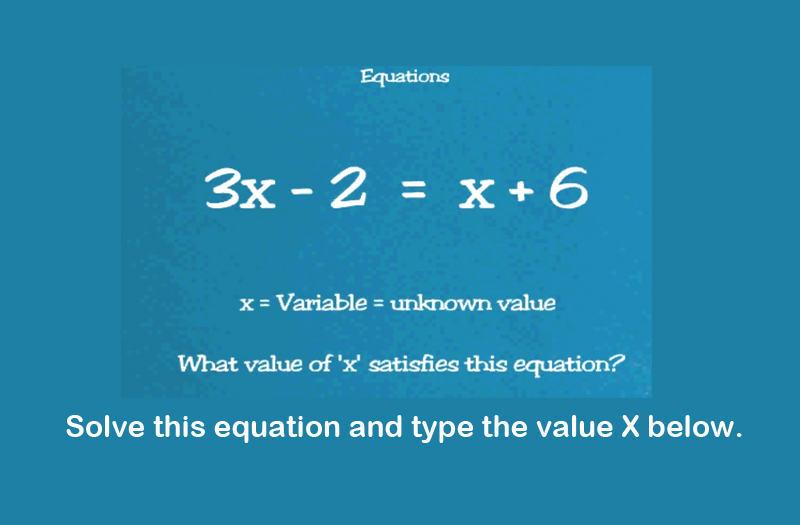 Equations
3x - 2 = x + 6
x = Variable = unknown value
What value of 'x' satisfies this equation?
Solve this equation and type the value X below.